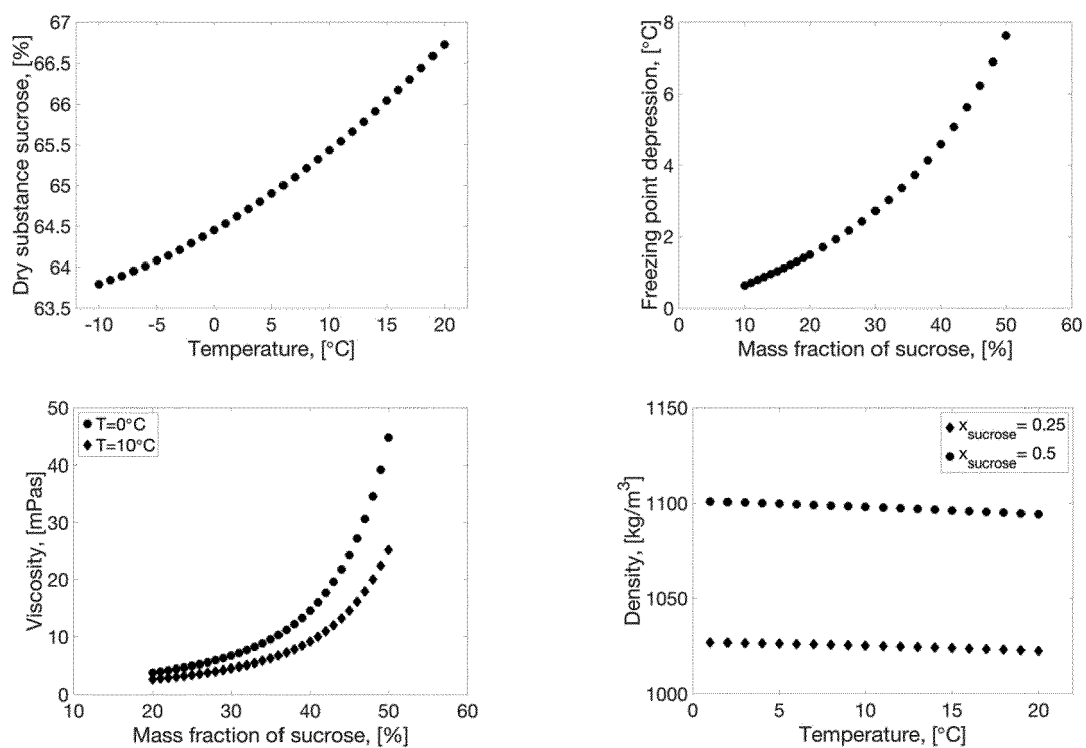 Dry substance sucrose, [%]
67
66.5
66
65.5
65
64.5
64
63.5
-10 -5 0 5 10 15 20
Temperature, [°C]
Freezing point depression, [°C]
8
6
4
2
0
0 10 20 30 40 50 60
Mass fraction of sucrose, [%]
Viscosity, [mPas]
50
40
30
20
10
0
T=0°C
T=10°C
10 20 30 40 50 60
Mass fraction of sucrose, [%]
Density, [kg/m³]
1150
1100
1050
1000
x_sucrose= 0.25
x_sucrose= 0.5
0 5 10 15 20
Temperature, [°C]